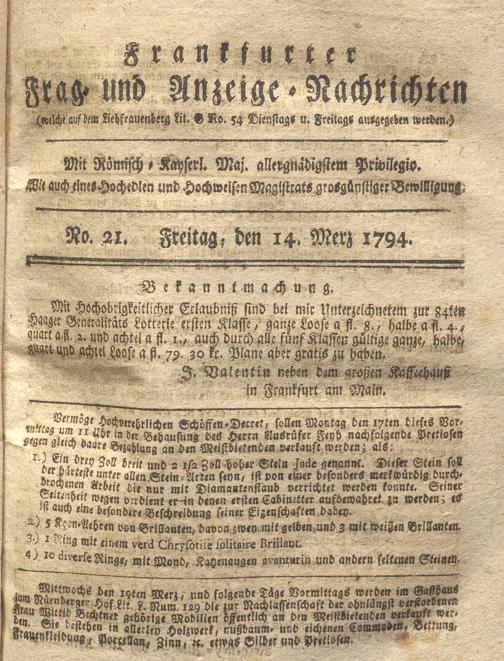 Frankfurter
Frag- und Anzeige-Nachrichten
(welche auf dem Liebfrauenberg Lit. G No. 54 Dienstags u. Freitags ausgegeben werden.)
Mit Römisch-Kayserl. Maj. allergnädigstem Privilegio.
Wie auch eines Hochedlen und Hochweisen Magistrats grosgünstiger Bewilligung.
No. 21. Freitag, den 14. Merz 1794.
Bekanntmachung.
Mit Hochobrigkeitlicher Erlaubniß sind bei mir Unterzeichnetem zur 84ten
Haager Generalitäts Lotterie ersten Klasse, ganze Loose a fl. 8., halbe a fl. 4.,
quart a fl. 2. und achtel a fl. 1., auch durch alle fünf Klassen gültige ganze, halbe,
quart und achtel Loose a fl. 79. 30 kr. Plane aber gratis zu haben.
J. Valentin neben dem großen Kaffeehauß
in Frankfurt am Main.
Vermöge Hochverehrlichen Schöffen-Decret, sollen Montag den 17ten dieses Vor-
mittag um 11 Uhr in der Behausung des Herrn Ausrüfer Feyh nachfolgende Pretiosen
gegen gleich baare Bezahlung an den Meistbietenden verkauft werden; als:
1.) Ein drey Zoll breit und 2 1/2 Zoll hoher Stein Jade genannt. Dieser Stein soll
der härteste unter allen Stein-Arten seyn, ist von einer besonders merkwürdig durch-
brochenen Arbeit die nur mit Diamantenstaub verrichtet werden konnte. Seiner
Seltenheit wegen verdient er in denen ersten Cabinetter aufbewahret zu werden; es
ist auch eine besondere Beschreibung seiner Eigenschaften dabey.
2.) 5 Korn-Aehren von Brillanten, davon zwey mit gelben und 3 mit weißen Brillanten.
3.) 1 Ring mit einem verd Chrysotile solitaire Brillant.
4) 10 diverse Ringe, mit Mond, Katzenaugen avanturin und andern seltenen Steinen.
Mittwochs den 19ten Merz, und folgende Täge Vormittags werden im Gasthaus
zum Nürnberger Hof Lit. L. Num. 129 die zur Nachlassenschaft der ohnlängst verstorbenen
Frau Wittib Bechtner gehörige Mobilien öffentlich an den Meistbietenden verkauft wer-
den. Sie bestehen in allerley Holzwerk, nußbaum- und eichenen Commoden, Bettung,
Frauenkleidung, Porcellan, Zinn, ꝛc. etwas Silber und Pretiosen.